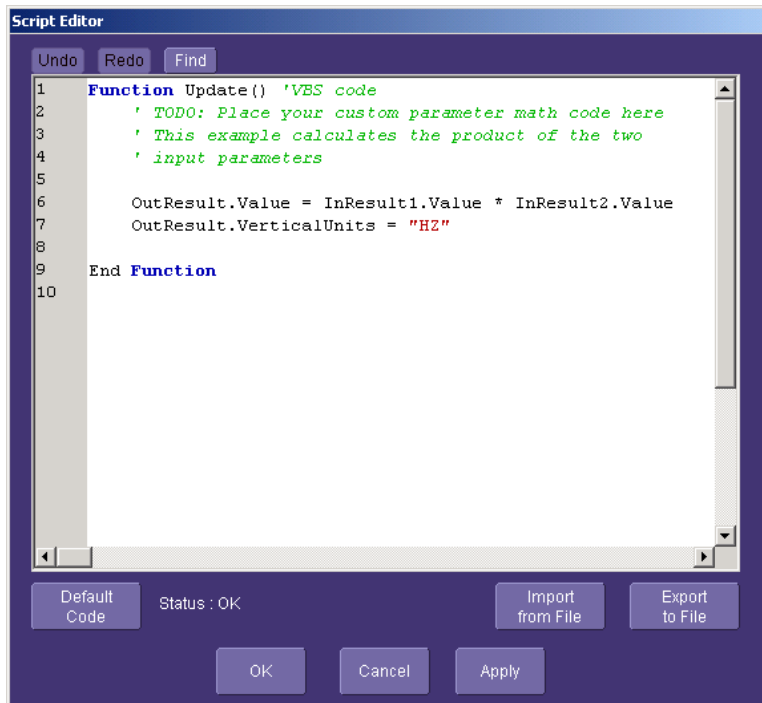 Script Editor
Undo Redo Find
1 Function Update() 'VBS code
2 ' TODO: Place your custom parameter math code here
3 ' This example calculates the product of the two
4 ' input parameters
5
6 OutResult.Value = InResult1.Value * InResult2.Value
7 OutResult.VerticalUnits = "HZ"
8
9 End Function
10
Default Code Status : OK Import from File Export to File
OK Cancel Apply